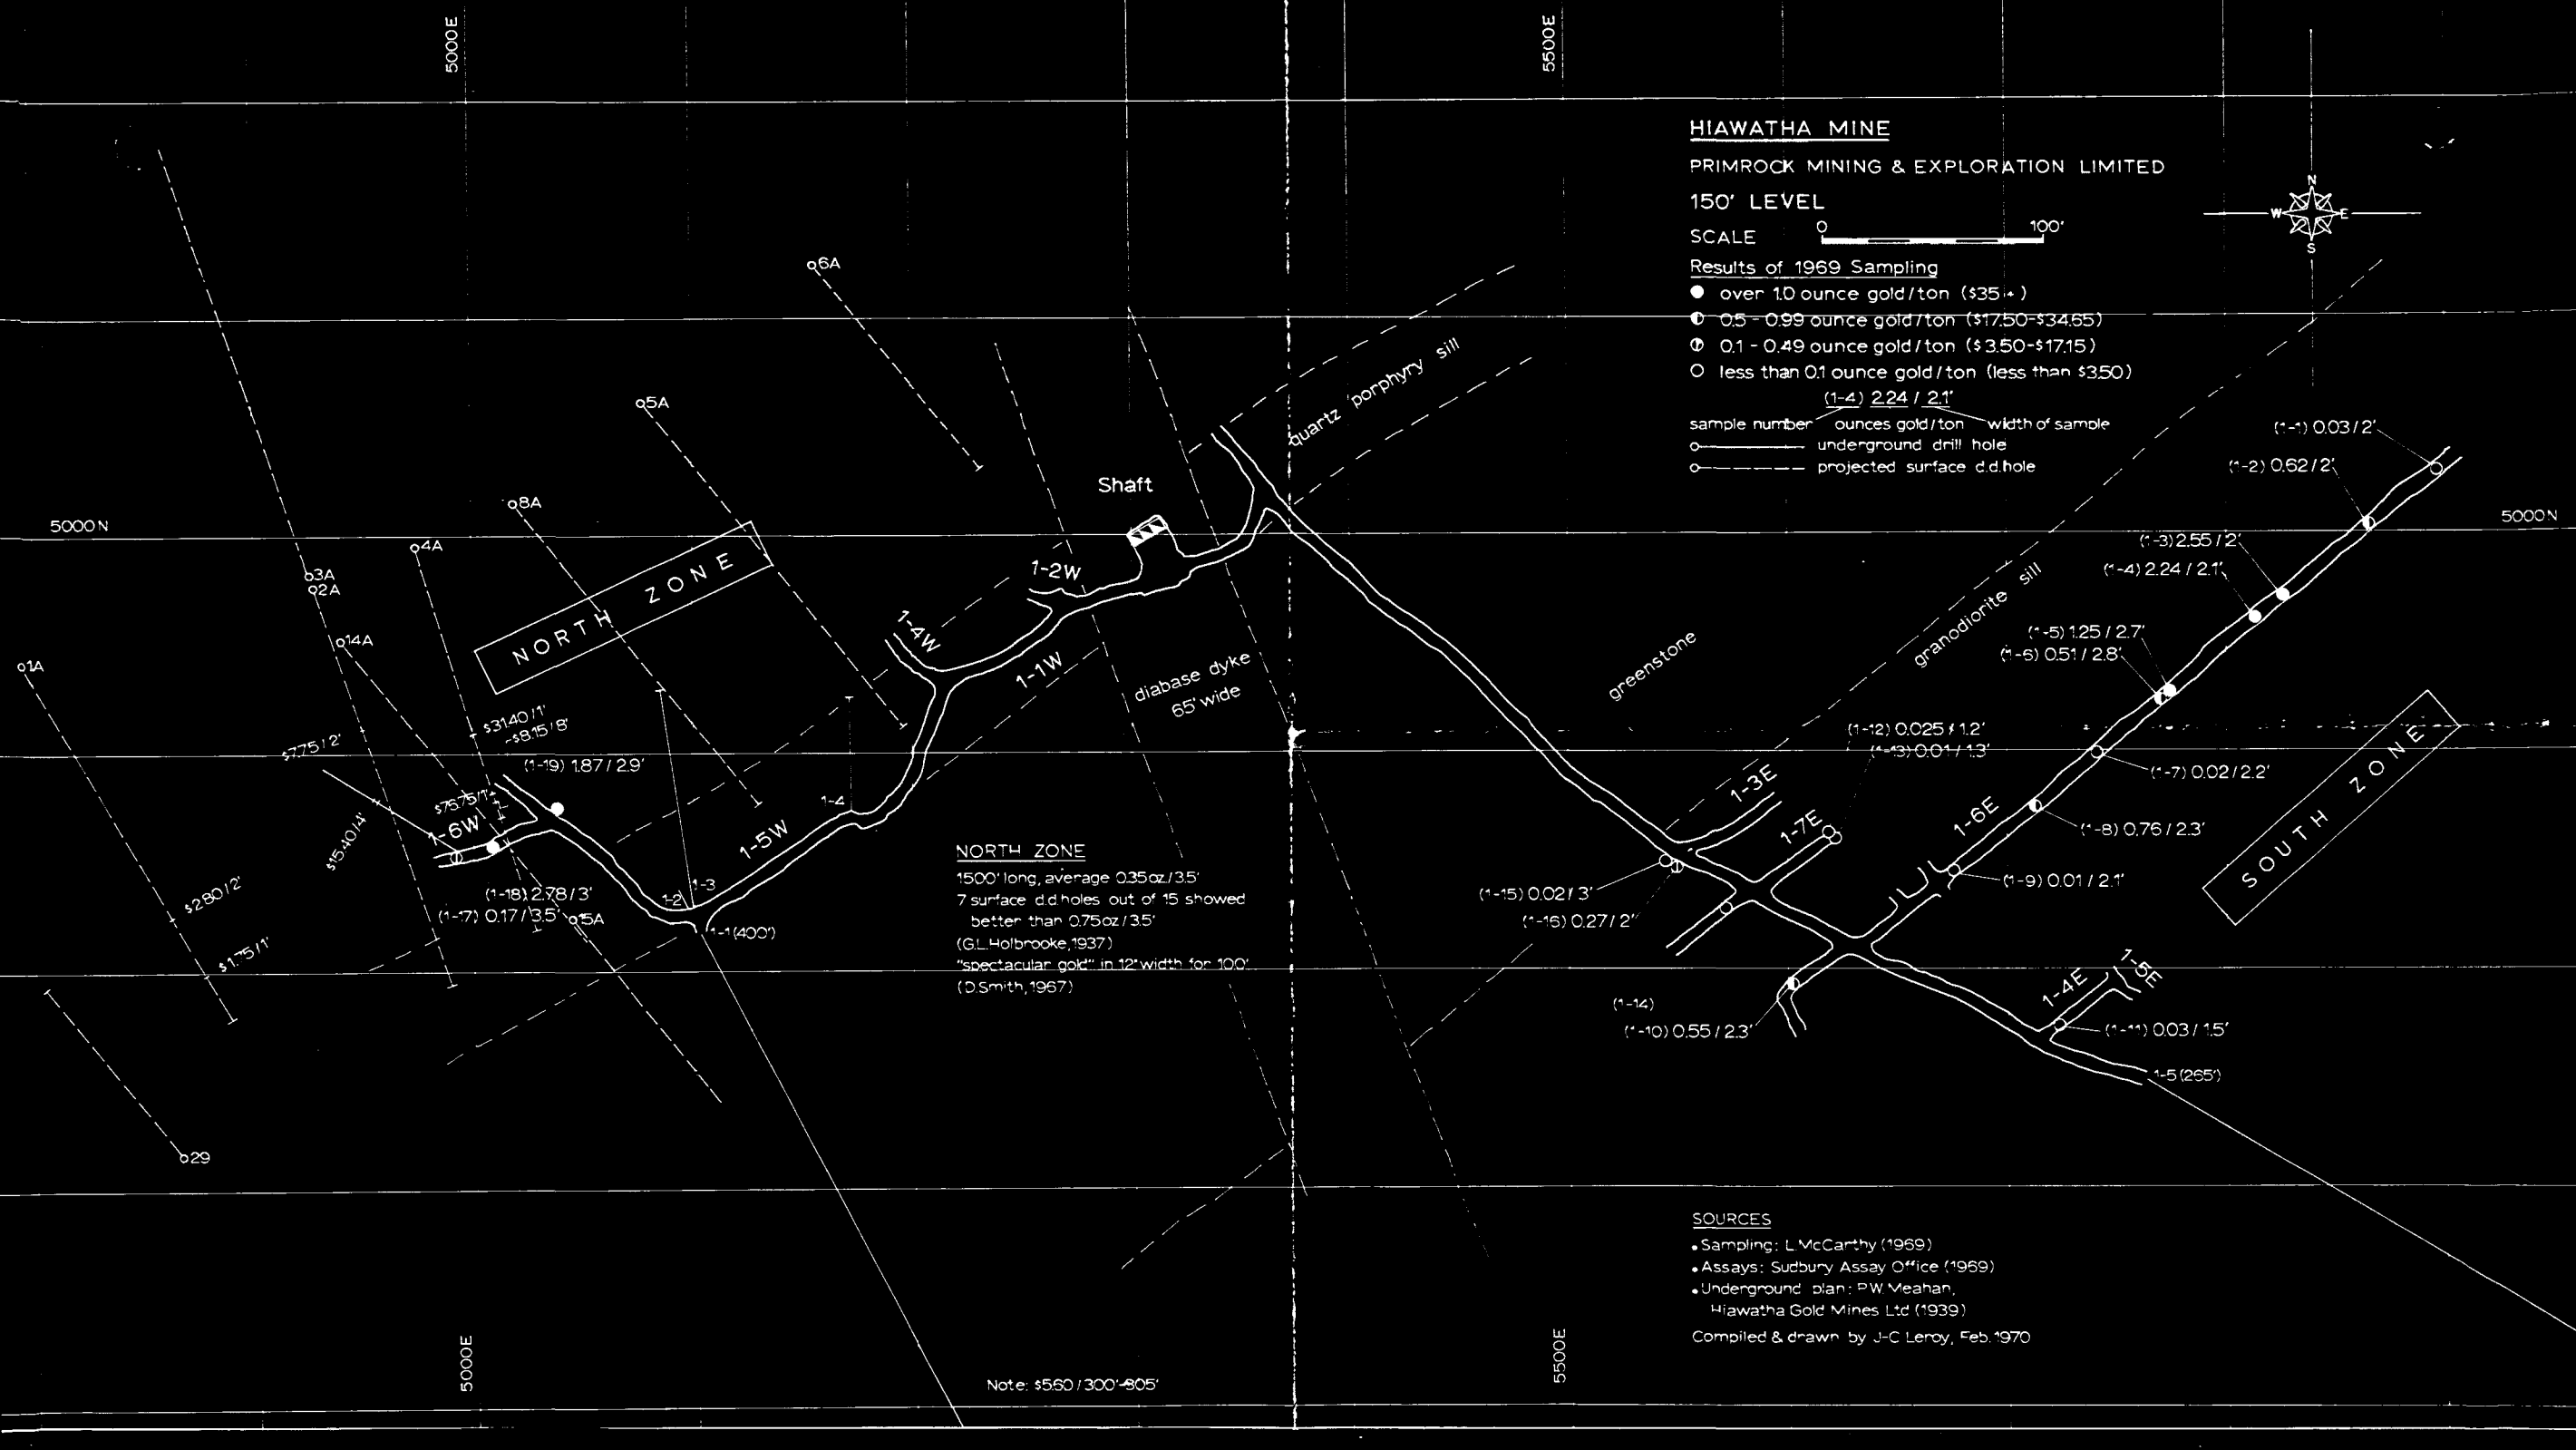 5000E
5500E
HIAWATHA MINE
PRIMROCK MINING & EXPLORATION LIMITED
150' LEVEL
SCALE 0 100'
N
W E
S
Results of 1969 Sampling
over 1.0 ounce gold/ton ($35+)
0.5 - 0.99 ounce gold/ton ($17.50-$34.65)
0.1 - 0.49 ounce gold/ton ($3.50-$17.15)
less than 0.1 ounce gold/ton (less than $3.50)
(1-4) 2.24 / 2.1'
sample number ounces gold/ton width of sample
underground drill hole
projected surface d.d.hole
6A
5A
8A
4A
3A
2A
14A
1A
15A
29
5000N
5000N
NORTH ZONE
Shaft
quartz porphyry sill
1-2W
1-4W
1-1W
diabase dyke
65' wide
greenstone
granodiorite sill
(1-1) 0.03/2'
(1-2) 0.62/2'
(1-3) 2.55/2'
(1-4) 2.24/2.1'
(1-5) 1.25/2.7'
(1-6) 0.51/2.8'
(1-12) 0.025/1.2'
(1-13) 0.01/1.3'
(1-7) 0.02/2.2'
(1-8) 0.76/2.3'
(1-9) 0.01/2.1'
SOUTH ZONE
1-3E
1-7E
1-6E
1-4E
1-5E
(1-15) 0.02/3'
(1-16) 0.27/2'
(1-14)
(1-10) 0.55/2.3'
(1-11) 0.03/1.5'
1-5(265')
$31.40/1'
-$8.15/8'
$7.75/2'
(1-19) 1.87/2.9'
$75.75/1'
1-6W
$15.40/4'
1-4
1-5W
1-3
1-2
(1-18) 2.78/3'
(1-17) 0.17/3.5'
1-1(400')
$2.80/2'
$1.75/1'
NORTH ZONE
1500' long, average 0.35oz/3.5'
7 surface d.d.holes out of 15 showed
better than 0.75oz/3.5'
(G.L.Holbrooke,1937)
"spectacular gold" in 12" width for 100'
(D.Smith,1967)
SOURCES
• Sampling: L.McCarthy (1969)
• Assays: Sudbury Assay Office (1969)
• Underground plan: P.W.Meahan,
Hiawatha Gold Mines Ltd (1939)
Compiled & drawn by J-C Leroy, Feb.1970
5000E
5500E
Note: $5.60/300'-805'